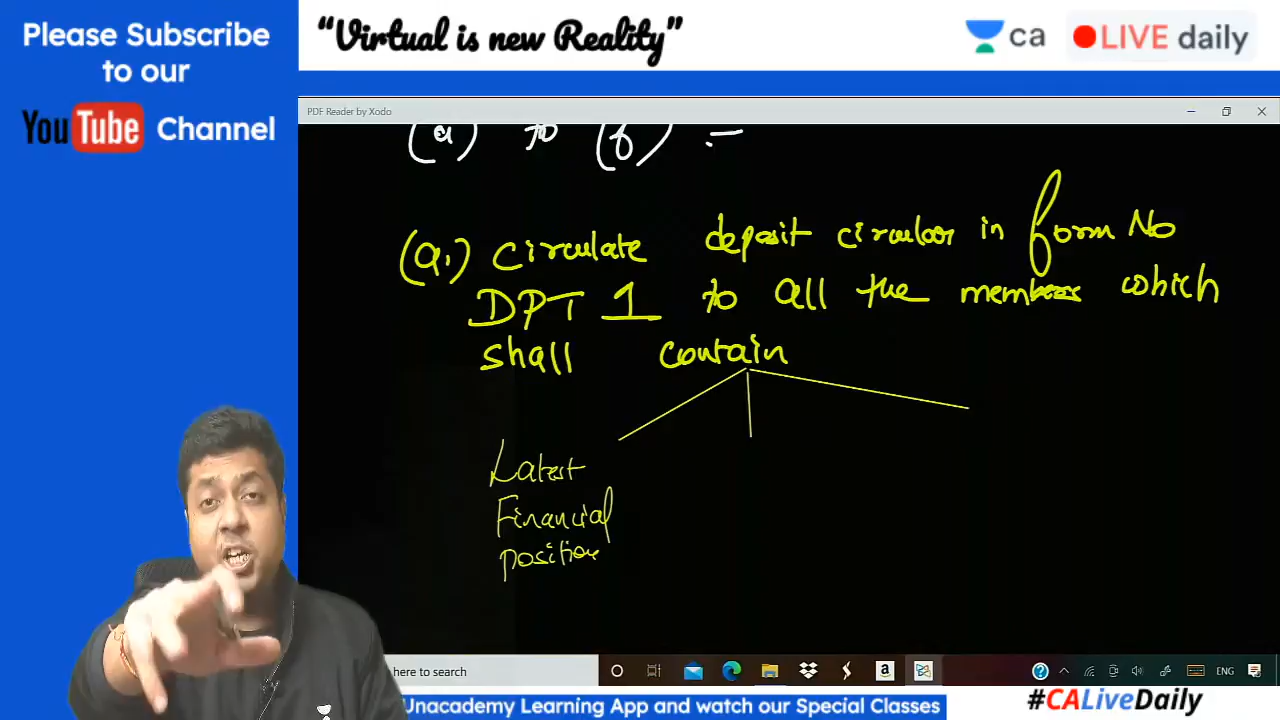 Please Subscribe
to our
YouTube Channel
“Virtual is new Reality”
ca
LIVE daily
PDF Reader by Xodo
(a) to (f) :-
(a.) circulate deposit circular in form No
DPT 1 to all the members which
shall contain
Latest
Financial
position
here to search
ENG
Unacademy Learning App and watch our Special Classes
#CALiveDaily